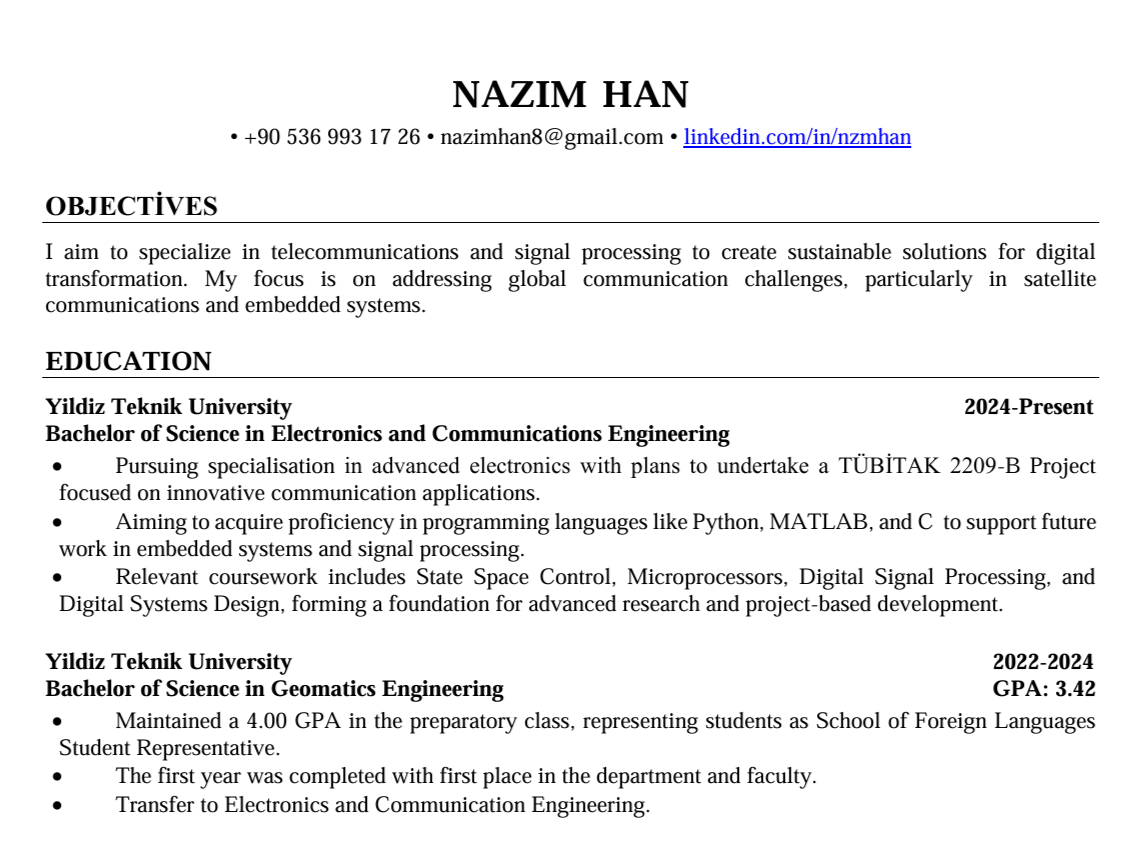 NAZIM HAN
• +90 536 993 17 26 • nazimhan8@gmail.com • linkedin.com/in/nzmhan
OBJECTİVES
I aim to specialize in telecommunications and signal processing to create sustainable solutions for digital
transformation. My focus is on addressing global communication challenges, particularly in satellite
communications and embedded systems.
EDUCATION
Yildiz Teknik University 2024-Present
Bachelor of Science in Electronics and Communications Engineering
• Pursuing specialisation in advanced electronics with plans to undertake a TÜBİTAK 2209-B Project
focused on innovative communication applications.
• Aiming to acquire proficiency in programming languages like Python, MATLAB, and C to support future
work in embedded systems and signal processing.
• Relevant coursework includes State Space Control, Microprocessors, Digital Signal Processing, and
Digital Systems Design, forming a foundation for advanced research and project-based development.
Yildiz Teknik University 2022-2024
Bachelor of Science in Geomatics Engineering GPA: 3.42
• Maintained a 4.00 GPA in the preparatory class, representing students as School of Foreign Languages
Student Representative.
• The first year was completed with first place in the department and faculty.
• Transfer to Electronics and Communication Engineering.